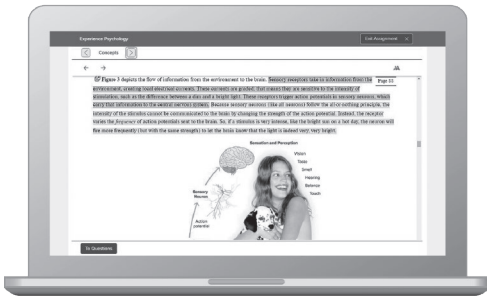 Experience Psychology
Exit Assignment ×
Concepts
Figure 3 depicts the flow of information from the environment to the brain. Sensory receptors take in information from the
Page 88
environment, creating local electrical currents. These currents are graded; that means they are sensitive to the intensity of
stimulation, such as the difference between a dim and a bright light. These receptors trigger action potentials in sensory neurons, which
carry that information to the central nervous system. Because sensory neurons (like all neurons) follow the all-or-nothing principle, the
intensity of the stimulus cannot be communicated to the brain by changing the strength of the action potential. Instead, the receptor
varies the frequency of action potentials sent to the brain. So, if a stimulus is very intense, like the bright sun on a hot day, the neuron will
fire more frequently (but with the same strength) to let the brain know that the light is indeed very, very bright.
Sensation and Perception
Vision
Taste
Smell
Hearing
Balance
Touch
Sensory
Neuron
Action
potential
To Questions